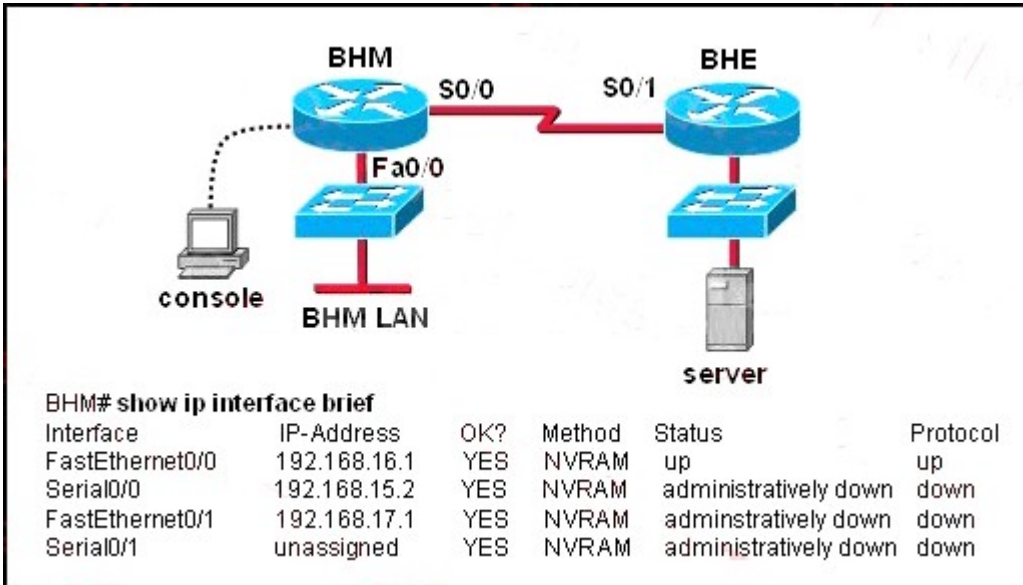 BHM
BHE
S0/0
S0/1
Fa0/0
console
BHM LAN
server
BHM# show ip interface brief
Interface IP-Address OK? Method Status Protocol
FastEthernet0/0 192.168.16.1 YES NVRAM up up
Serial0/0 192.168.15.2 YES NVRAM administratively down down
FastEthernet0/1 192.168.17.1 YES NVRAM adminstratively down down
Serial0/1 unassigned YES NVRAM administratively down down